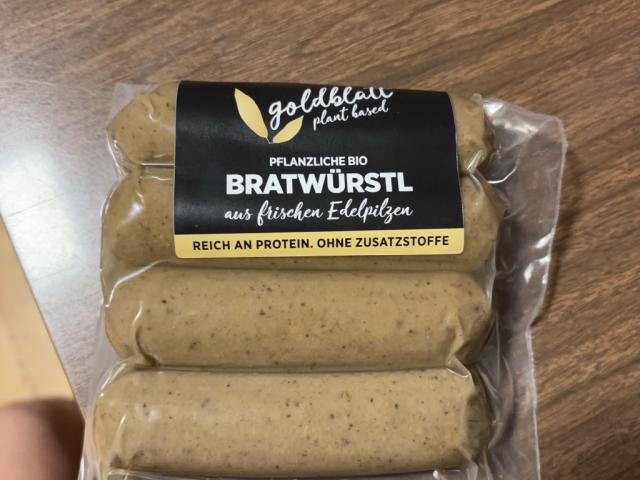 goldblatt
plant based
PFLANZLICHE BIO
BRATWÜRSTL
aus frischen Edelpilzen
REICH AN PROTEIN. OHNE ZUSATZSTOFFE